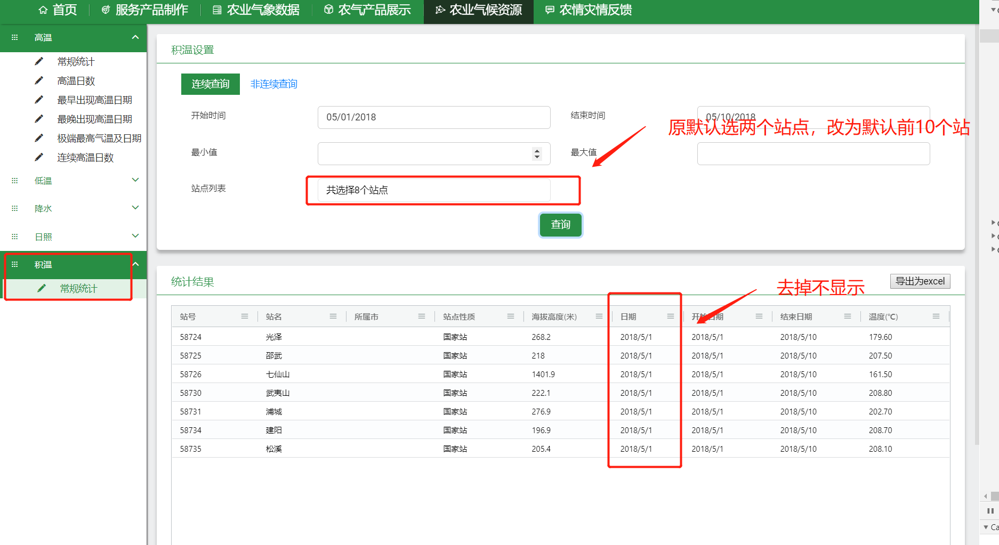 首页
服务产品制作
农业气象数据
农气产品展示
农业气候资源
农情灾情反馈
高温
常规统计
高温日数
最早出现高温日期
最晚出现高温日期
极端最高气温及日期
连续高温日数
低温
降水
日照
积温
常规统计
积温设置
连续查询 非连续查询
开始时间 05/01/2018 结束时间 05/10/2018
原默认选两个站点，改为默认前10个站
最小值 最大值
站点列表 共选择8个站点
查询
统计结果 导出为excel
去掉不显示
站号 站名 所属市 站点性质 海拔高度(米) 日期 开始日期 结束日期 温度(℃)
58724 光泽 国家站 268.2 2018/5/1 2018/5/1 2018/5/10 179.60
58725 邵武 国家站 218 2018/5/1 2018/5/1 2018/5/10 207.50
58726 七仙山 国家站 1401.9 2018/5/1 2018/5/1 2018/5/10 161.50
58730 武夷山 国家站 222.1 2018/5/1 2018/5/1 2018/5/10 208.80
58731 浦城 国家站 276.9 2018/5/1 2018/5/1 2018/5/10 202.70
58734 建阳 国家站 196.9 2018/5/1 2018/5/1 2018/5/10 208.70
58735 松溪 国家站 205.4 2018/5/1 2018/5/1 2018/5/10 208.10